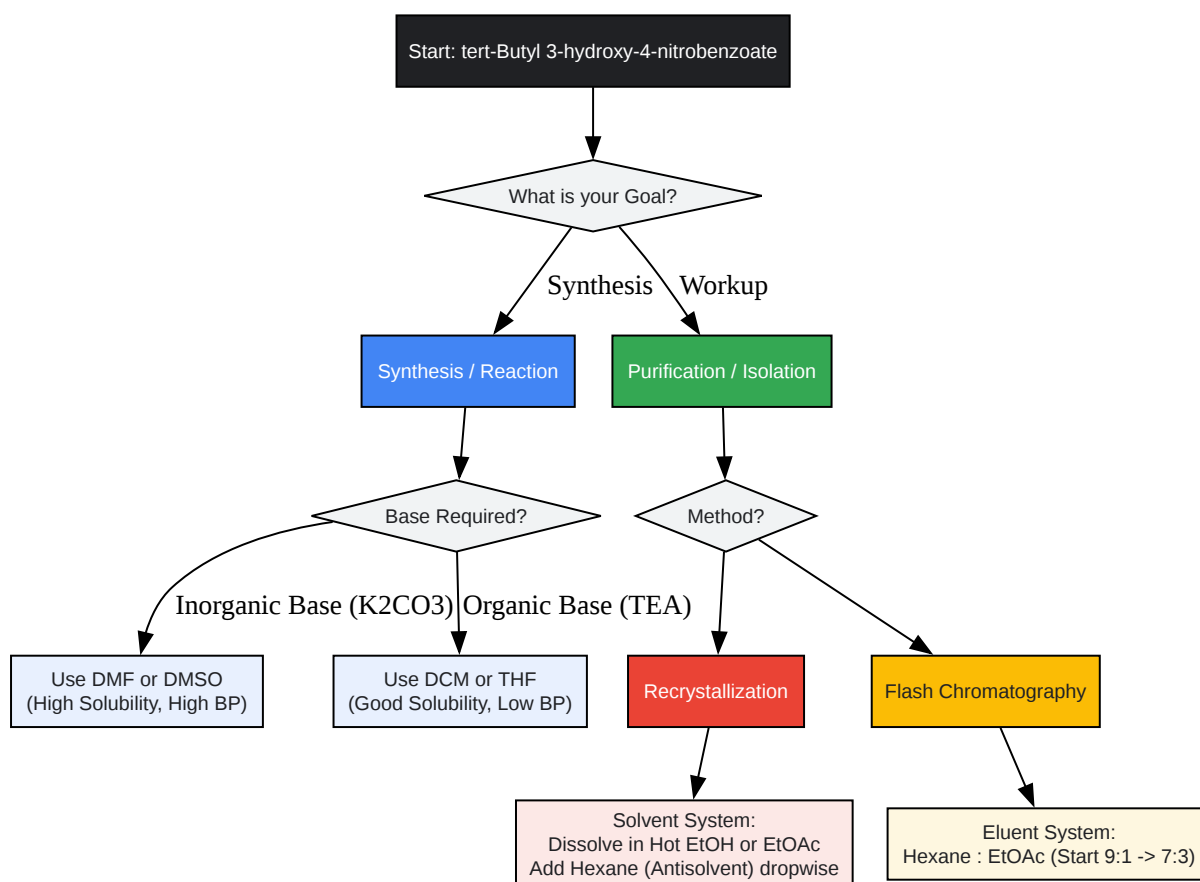 Start: tert-Butyl 3-hydroxy-4-nitrobenzoate
What is your Goal?
Synthesis
Workup
Synthesis / Reaction
Purification / Isolation
Base Required?
Method?
Inorganic Base (K2CO3)
Organic Base (TEA)
Use DMF or DMSO
(High Solubility, High BP)
Use DCM or THF
(Good Solubility, Low BP)
Recrystallization
Flash Chromatography
Solvent System:
Dissolve in Hot EtOH or EtOAc
Add Hexane (Antisolvent) dropwise
Eluent System:
Hexane : EtOAc (Start 9:1 -> 7:3)